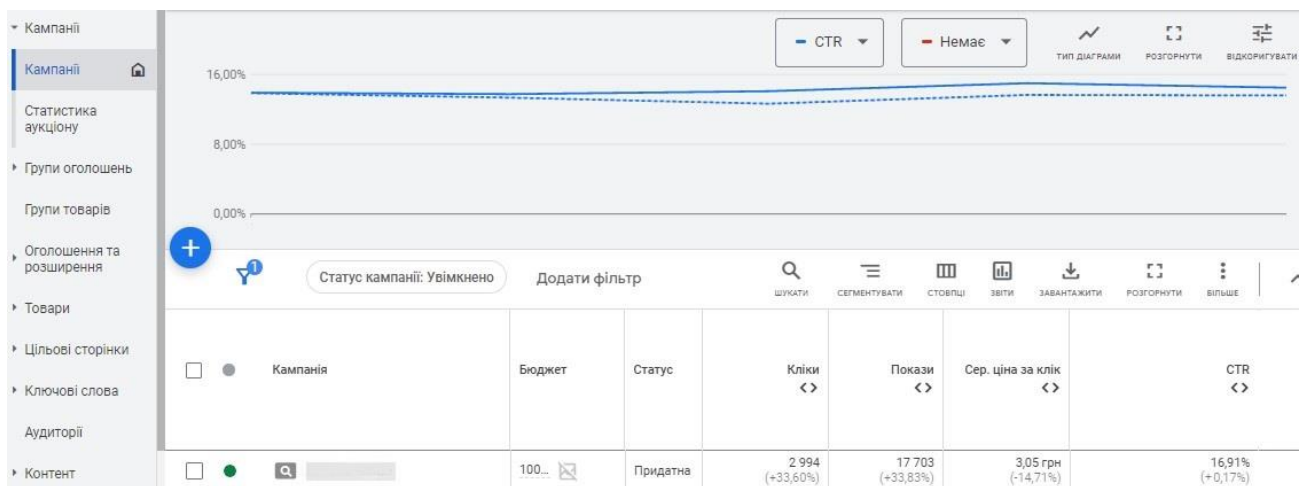 Кампанії
Кампанії
Статистика
аукціону
Групи оголошень
Групи товарів
Оголошення та
розширення
Товари
Цільові сторінки
Ключові слова
Аудиторії
Контент
CTR
Немає
ТИП ДІАГРАМИ
РОЗГОРНУТИ
ВІДКОРИГУВАТИ
16,00%
8,00%
0,00%
1
Статус кампанії: Увімкнено
Додати фільтр
ШУКАТИ
СЕГМЕНТУВАТИ
СТОВПЦІ
ЗВІТИ
ЗАВАНТАЖИТИ
РОЗГОРНУТИ
БІЛЬШЕ
Кампанія
Бюджет
Статус
Кліки
Покази
Сер. ціна за клік
CTR
100...
Придатна
2 994
(+33,60%)
17 703
(+33,83%)
3,05 грн
(-14,71%)
16,91%
(+0,17%)